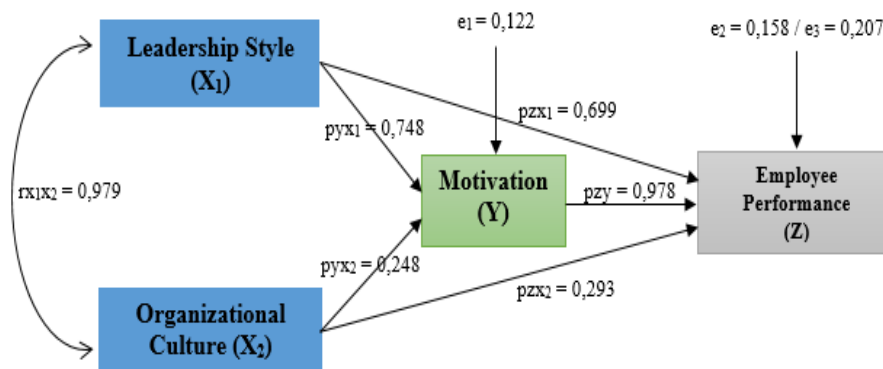 e₁ = 0,122
e₂ = 0,158 / e₃ = 0,207
Leadership Style
(X₁)
pzx₁ = 0,699
pyx₁ = 0,748
rx₁x₂ = 0,979
Motivation
(Y)
pzy = 0,978
Employee
Performance
(Z)
pyx₂ = 0,248
pzx₂ = 0,293
Organizational
Culture (X₂)